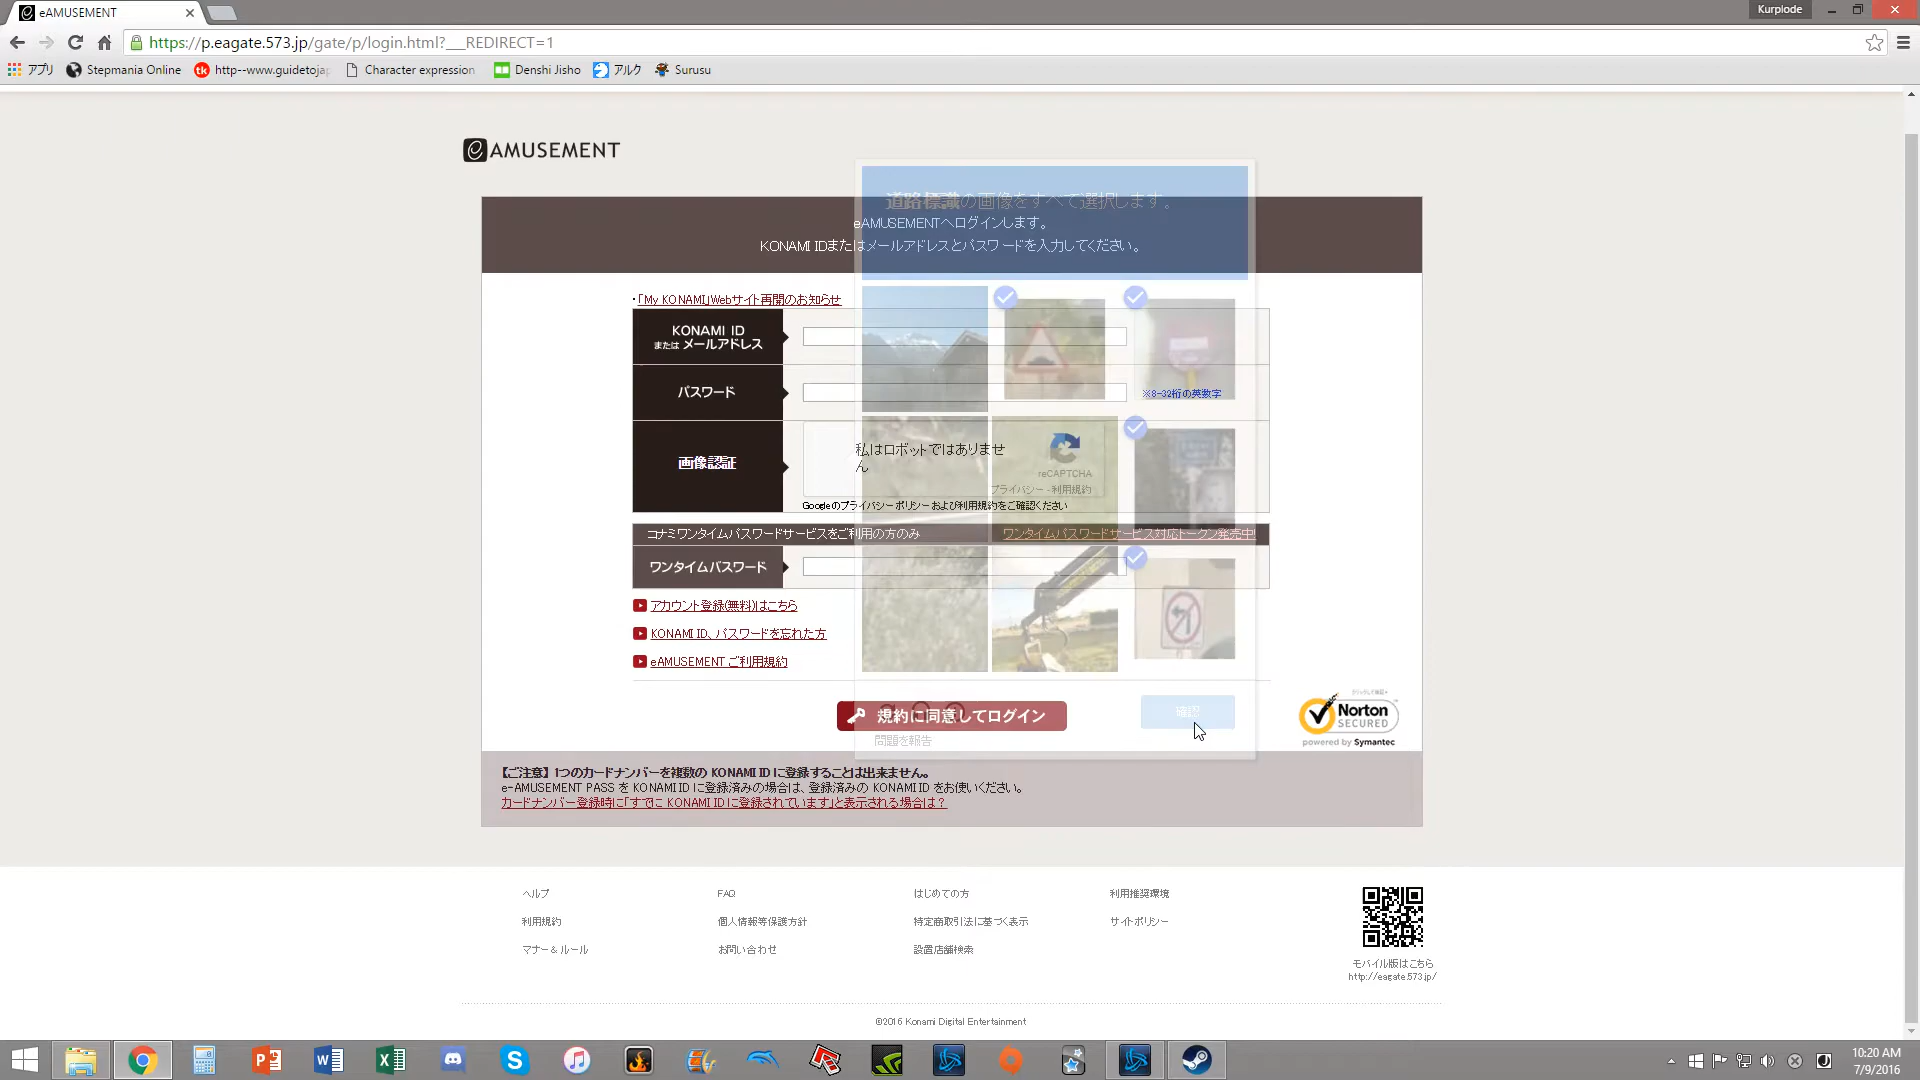 eAMUSEMENT
Kurplode
https://p.eagate.573.jp/gate/p/login.html?___REDIRECT=1
アプリ
Stepmania Online
http--www.guidetojap
Character expression
Denshi Jisho
アルク
Surusu
AMUSEMENT
道路標識の画像をすべて選択します。
eAMUSEMENTへログインします。
KONAMI IDまたはメールアドレスとパスワードを入力してください。
・「My KONAMI」Webサイト再開のお知らせ
KONAMI ID
または メールアドレス
パスワード
※8-32桁の英数字
画像認証
私はロボットではありませ
ん
reCAPTCHA
プライバシー - 利用規約
Googleのプライバシーポリシーおよび利用規約をご確認ください
コナミワンタイムパスワードサービスをご利用の方のみ
ワンタイムパスワードサービス対応トークン発売中!
ワンタイムパスワード
アカウント登録(無料)はこちら
KONAMI ID、パスワードを忘れた方
eAMUSEMENT ご利用規約
規約に同意してログイン
確認
問題を報告
Norton
SECURED
powered by Symantec
【ご注意】 1つのカードナンバーを複数の KONAMI ID に登録することは出来ません。
e-AMUSEMENT PASS を KONAMI ID に登録済みの場合は、登録済みの KONAMI ID をお使いください。
カードナンバー登録時に「すでに KONAMI ID に登録されています」と表示される場合は？
ヘルプ
FAQ
はじめての方
利用推奨環境
利用規約
個人情報等保護方針
特定商取引法に基づく表示
サイトポリシー
マナー＆ルール
お問い合わせ
設置店舗検索
モバイル版はこちら
http://eagate.573.jp/
©2016 Konami Digital Entertainment
10:20 AM
7/9/2016